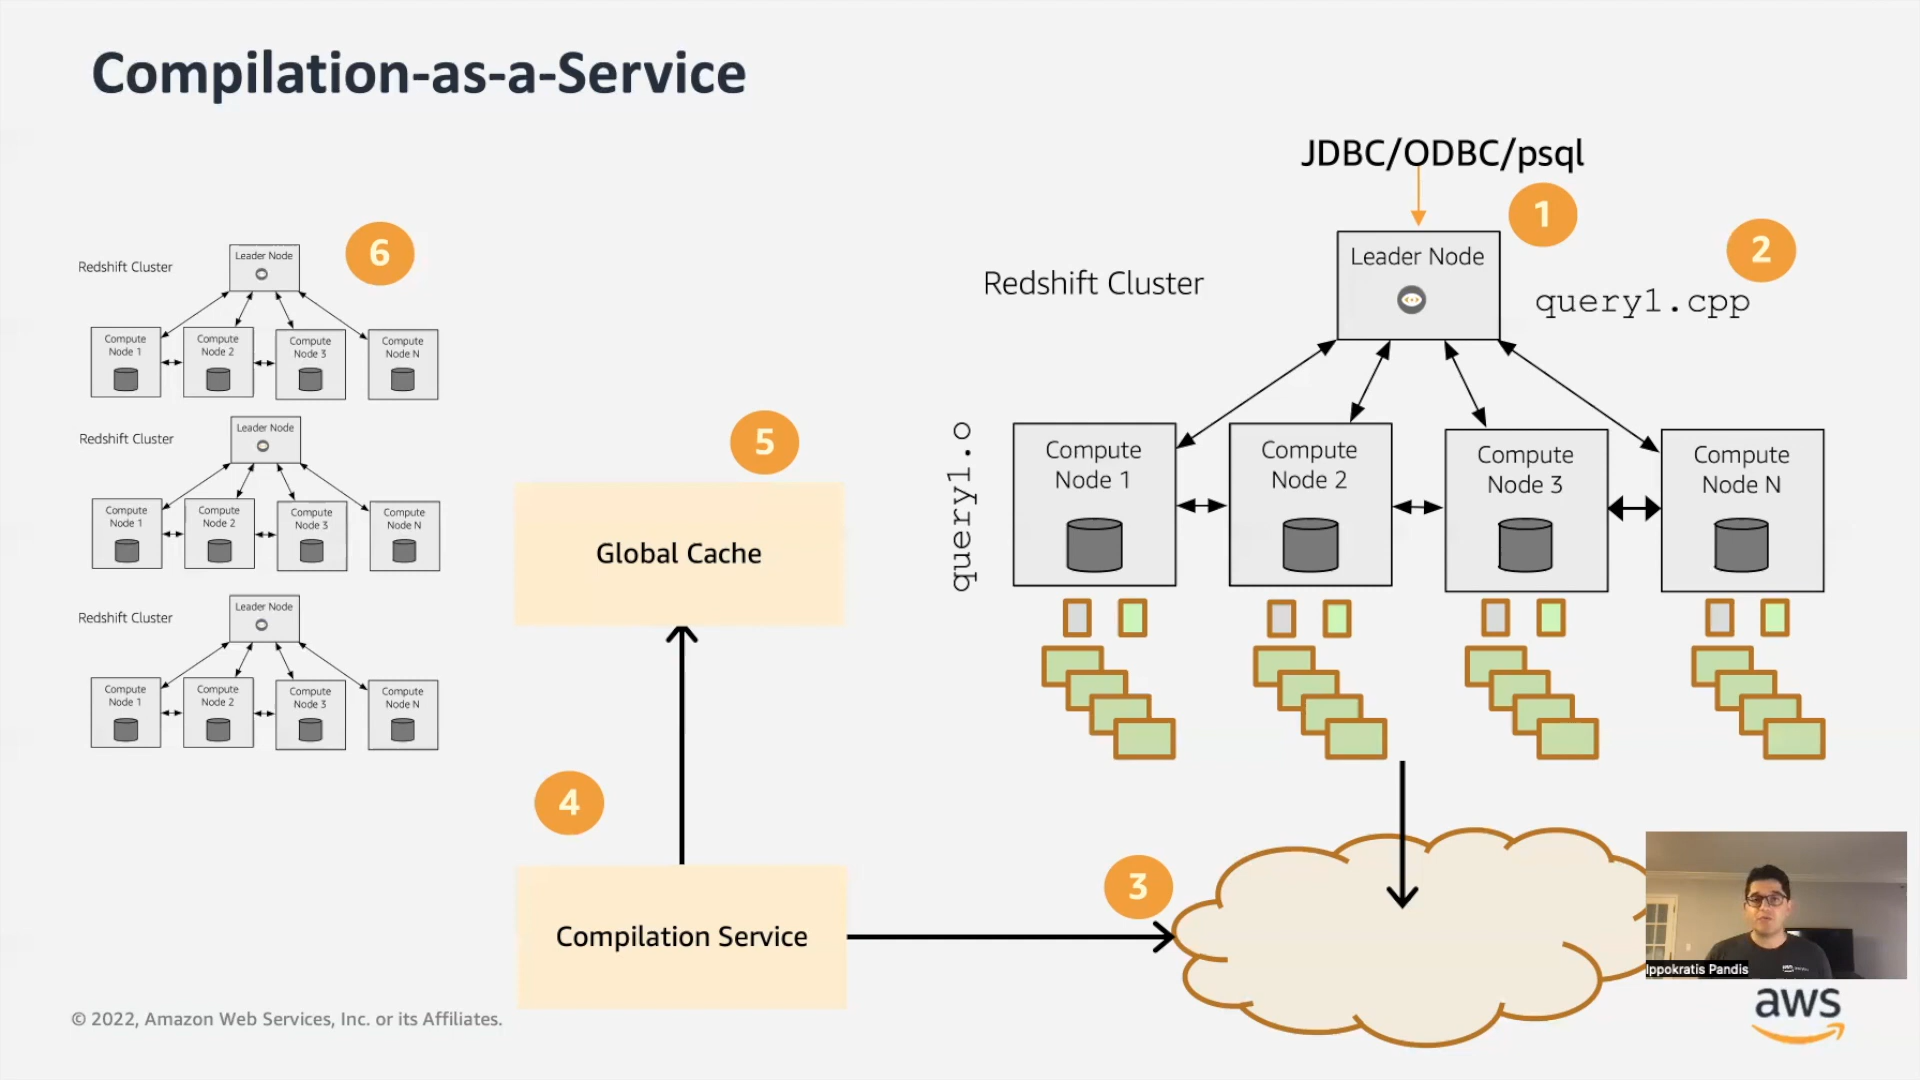 Compilation-as-a-Service
JDBC/ODBC/psql
1
2
Leader Node
Redshift Cluster
query1.cpp
query1.o
Compute
Node 1
Compute
Node 2
Compute
Node 3
Compute
Node N
6
Redshift Cluster
Leader Node
Compute
Node 1
Compute
Node 2
Compute
Node 3
Compute
Node N
Redshift Cluster
Leader Node
Compute
Node 1
Compute
Node 2
Compute
Node 3
Compute
Node N
Redshift Cluster
Leader Node
Compute
Node 1
Compute
Node 2
Compute
Node 3
Compute
Node N
5
Global Cache
4
Compilation Service
3
Ippokratis Pandis
aws
© 2022, Amazon Web Services, Inc. or its Affiliates.